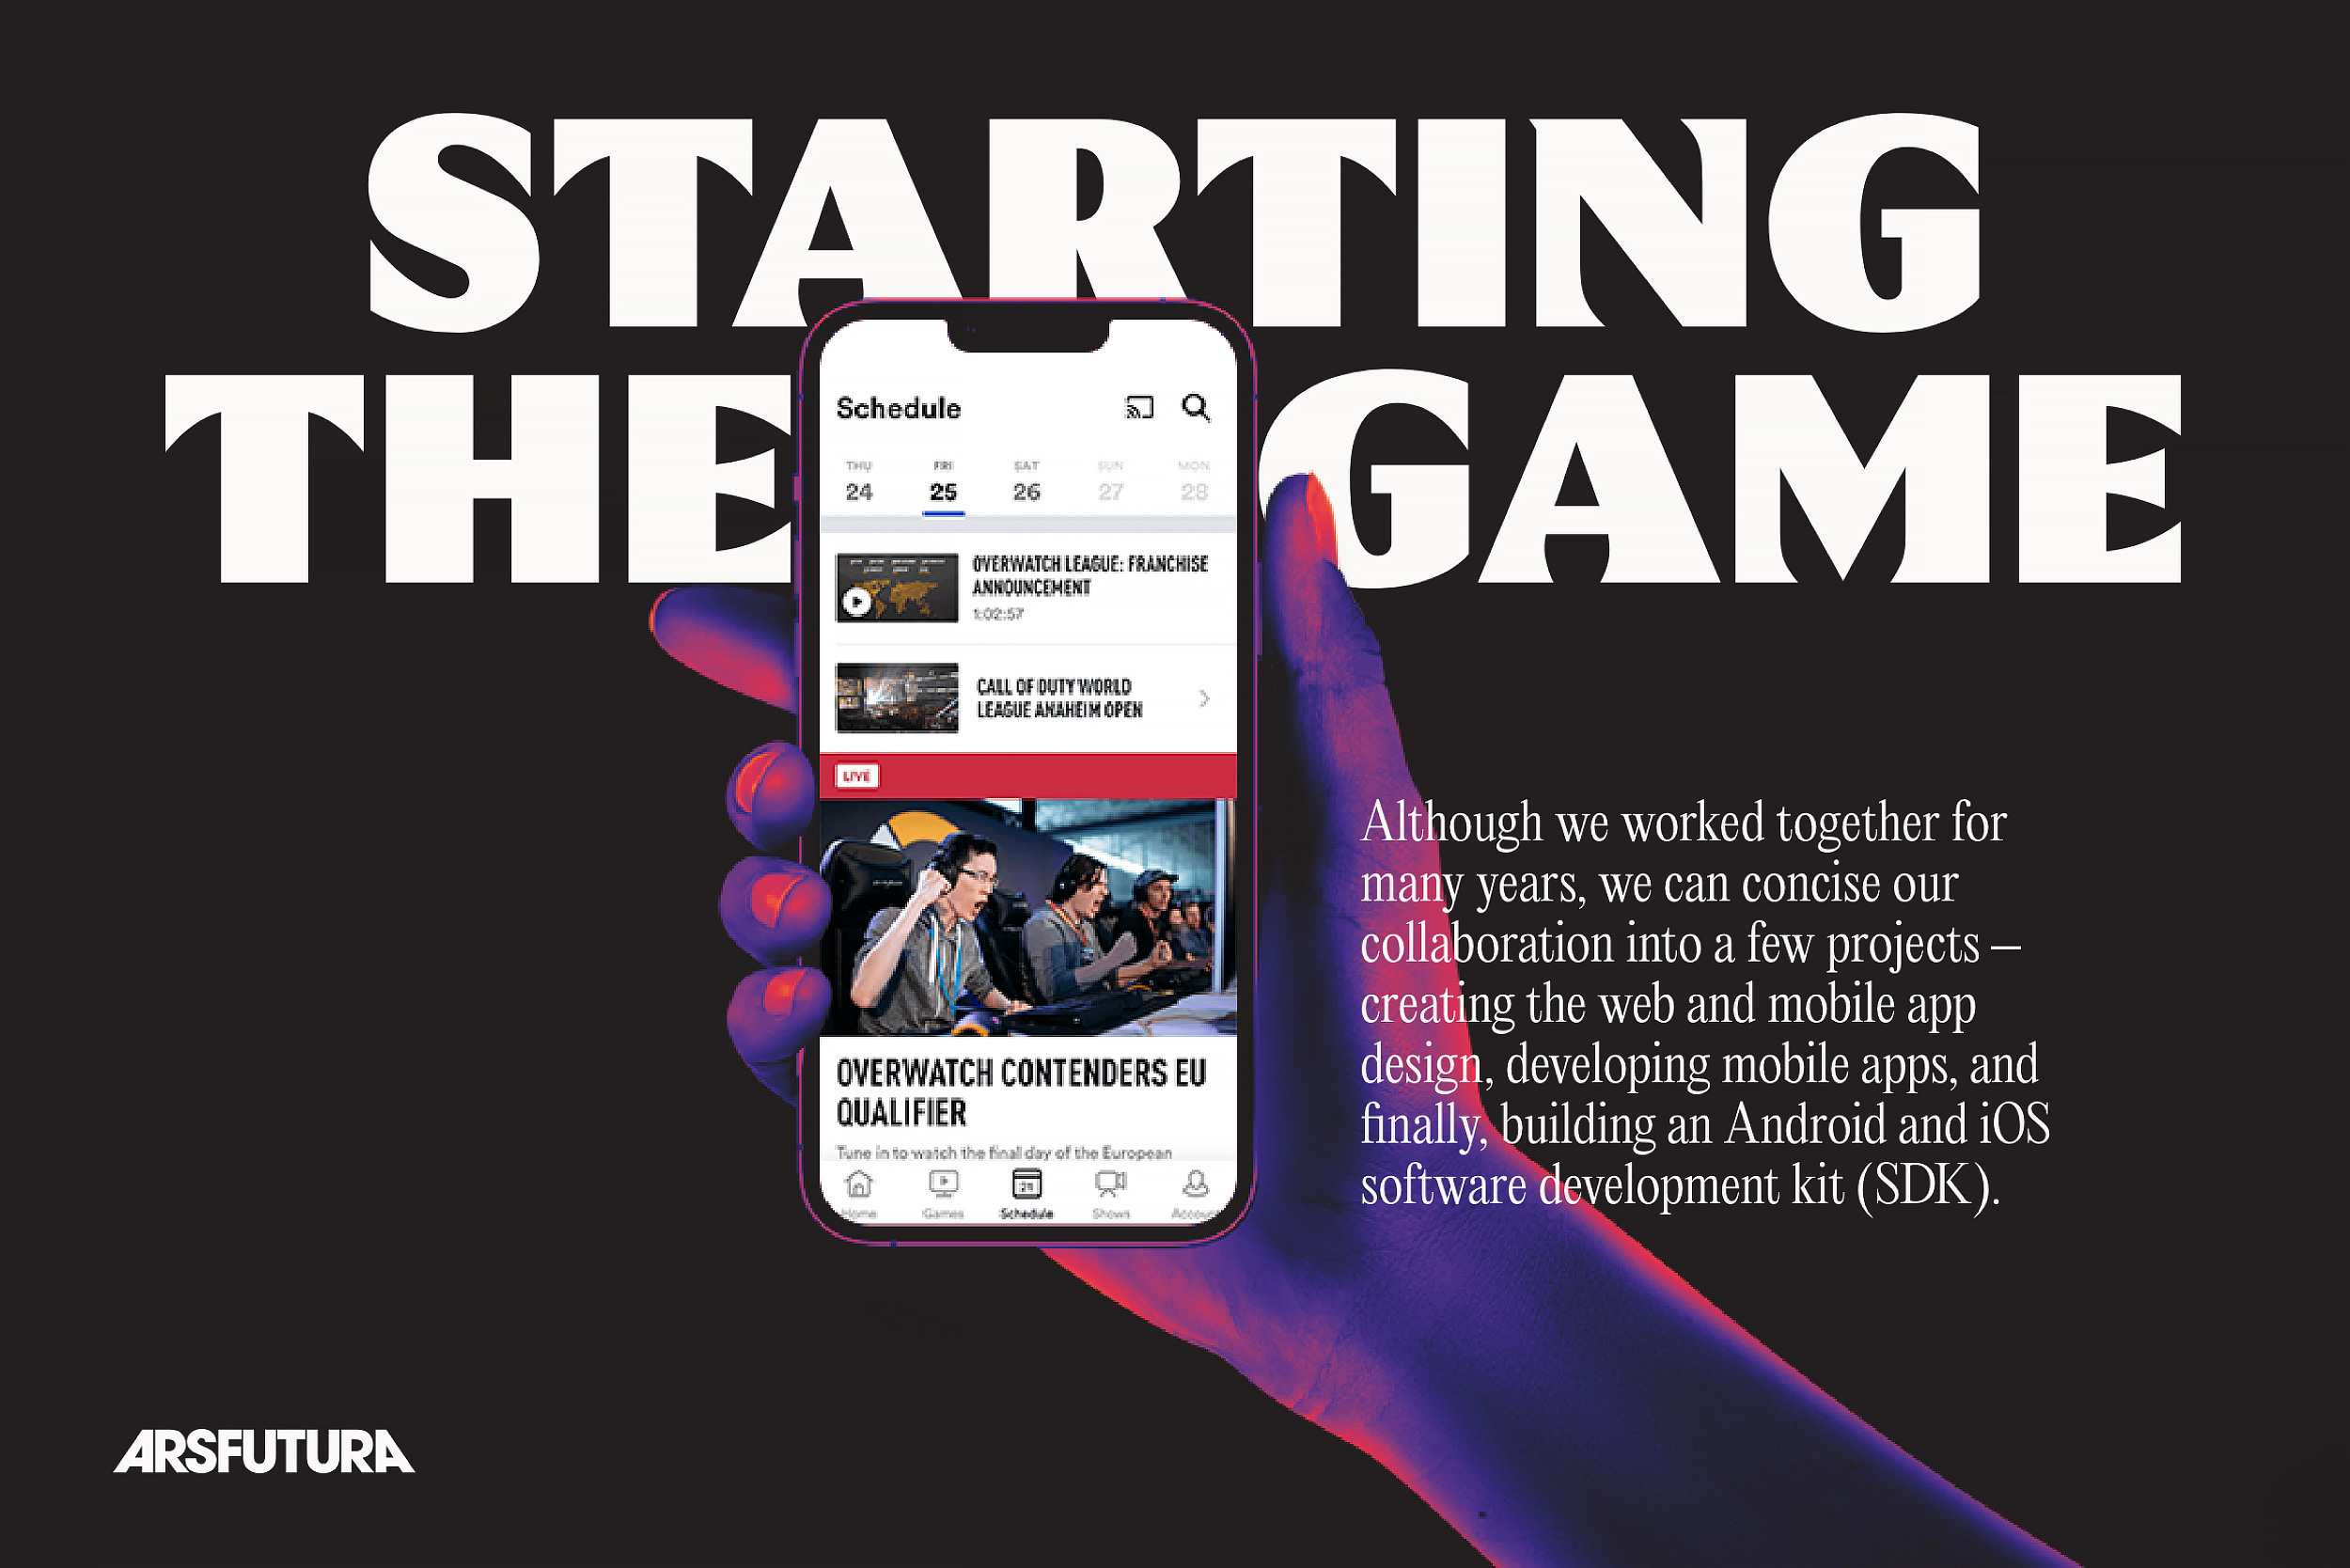 STARTING
THE GAME
Schedule
THU FRI SAT SUN MON
24 25 26 27 28
OVERWATCH LEAGUE: FRANCHISE
ANNOUNCEMENT
1:02:57
CALL OF DUTY WORLD
LEAGUE ANAHEIM OPEN
LIVE
OVERWATCH CONTENDERS EU
QUALIFIER
Tune in to watch the final day of the European
Home Games Schedule Shows Account
Although we worked together for
many years, we can concise our
collaboration into a few projects –
creating the web and mobile app
design, developing mobile apps, and
finally, building an Android and iOS
software development kit (SDK).
ARSFUTURA